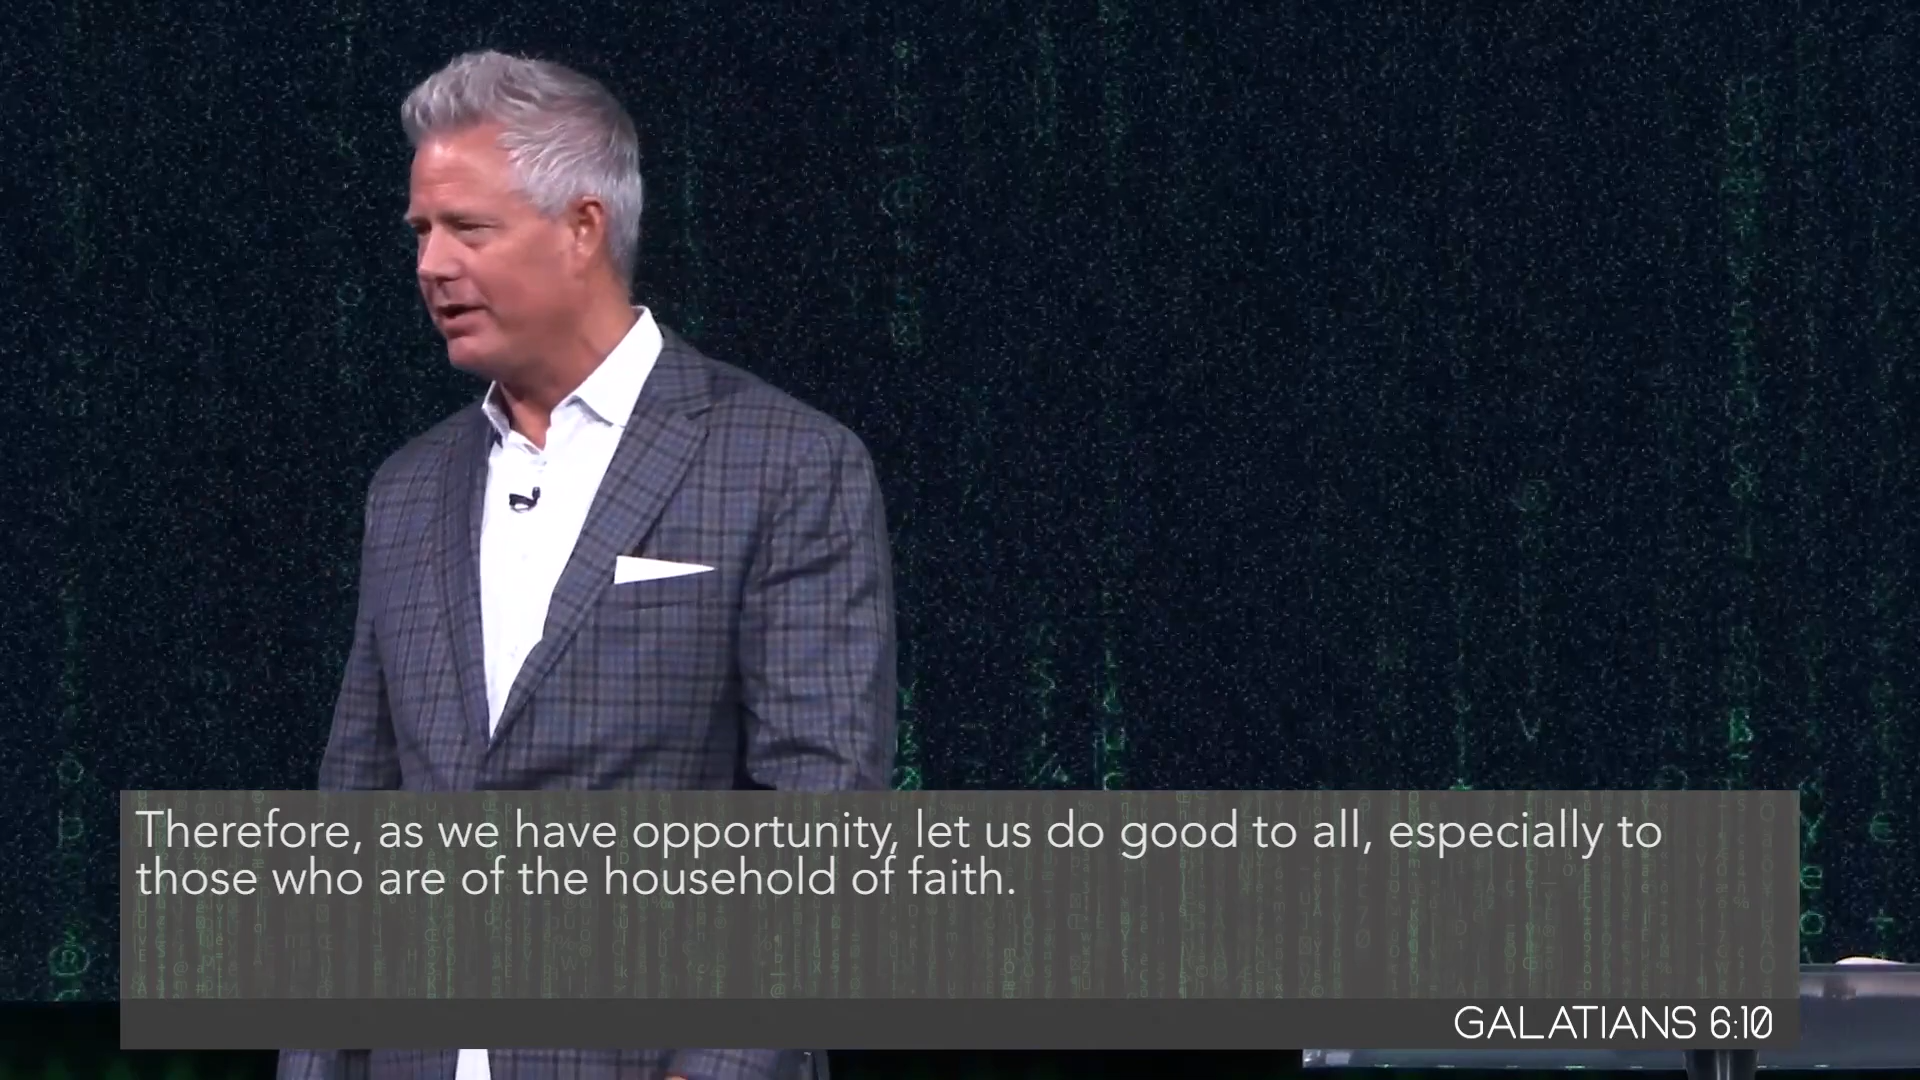 Therefore, as we have opportunity, let us do good to all, especially to
those who are of the household of faith.
GALATIANS 6:10